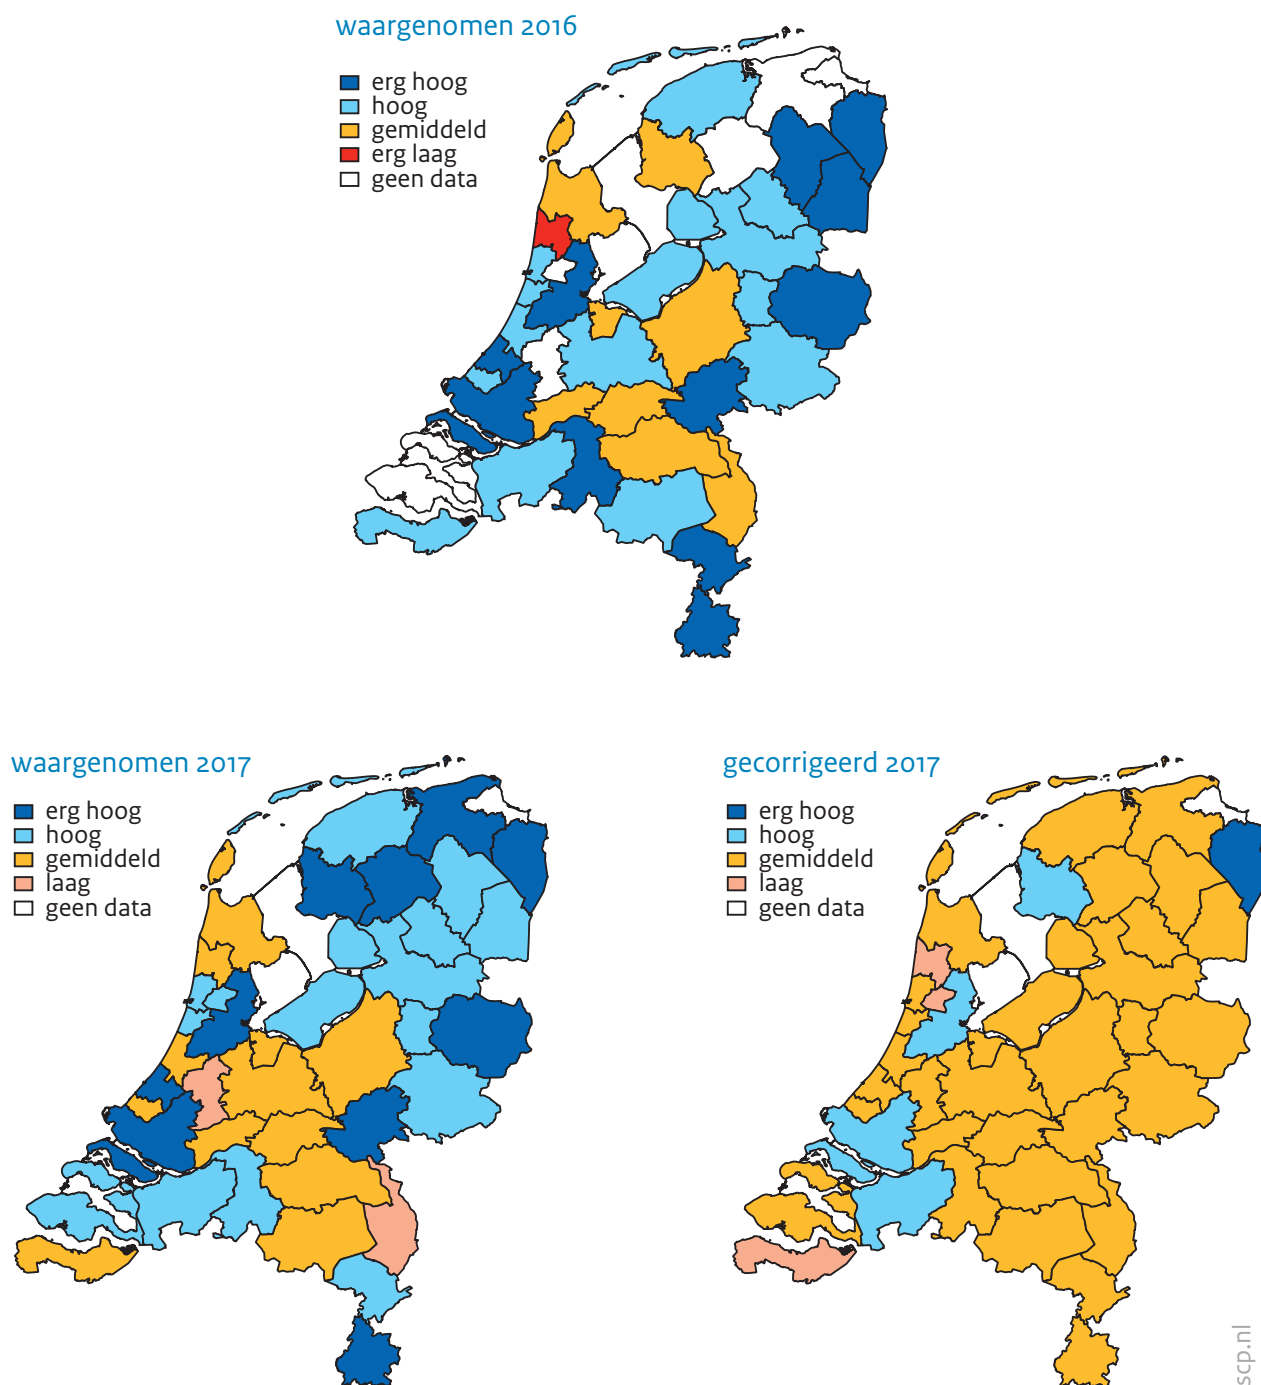 waargenomen 2016
erg hoog
hoog
gemiddeld
erg laag
geen data
waargenomen 2017
erg hoog
hoog
gemiddeld
laag
geen data
gecorrigeerd 2017
erg hoog
hoog
gemiddeld
laag
geen data
scp.nl